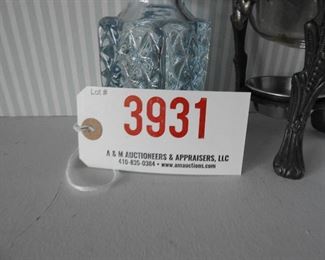 Lot #
3931
A & M AUCTIONEERS & APPRAISERS, LLC
410-835-0384 • www.amauctions.com